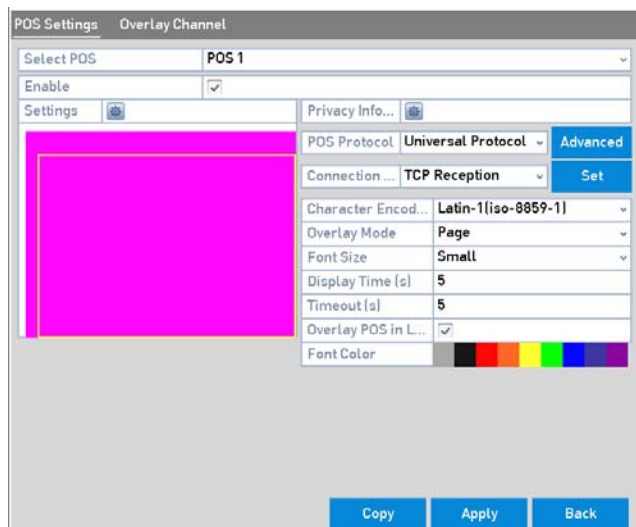 POS Settings Overlay Channel
Select POS POS 1
Enable
Settings Privacy Info...
POS Protocol Universal Protocol Advanced
Connection ... TCP Reception Set
Character Encod... Latin-1(iso-8859-1)
Overlay Mode Page
Font Size Small
Display Time (s) 5
Timeout(s) 5
Overlay POS in L...
Font Color
Copy Apply Back